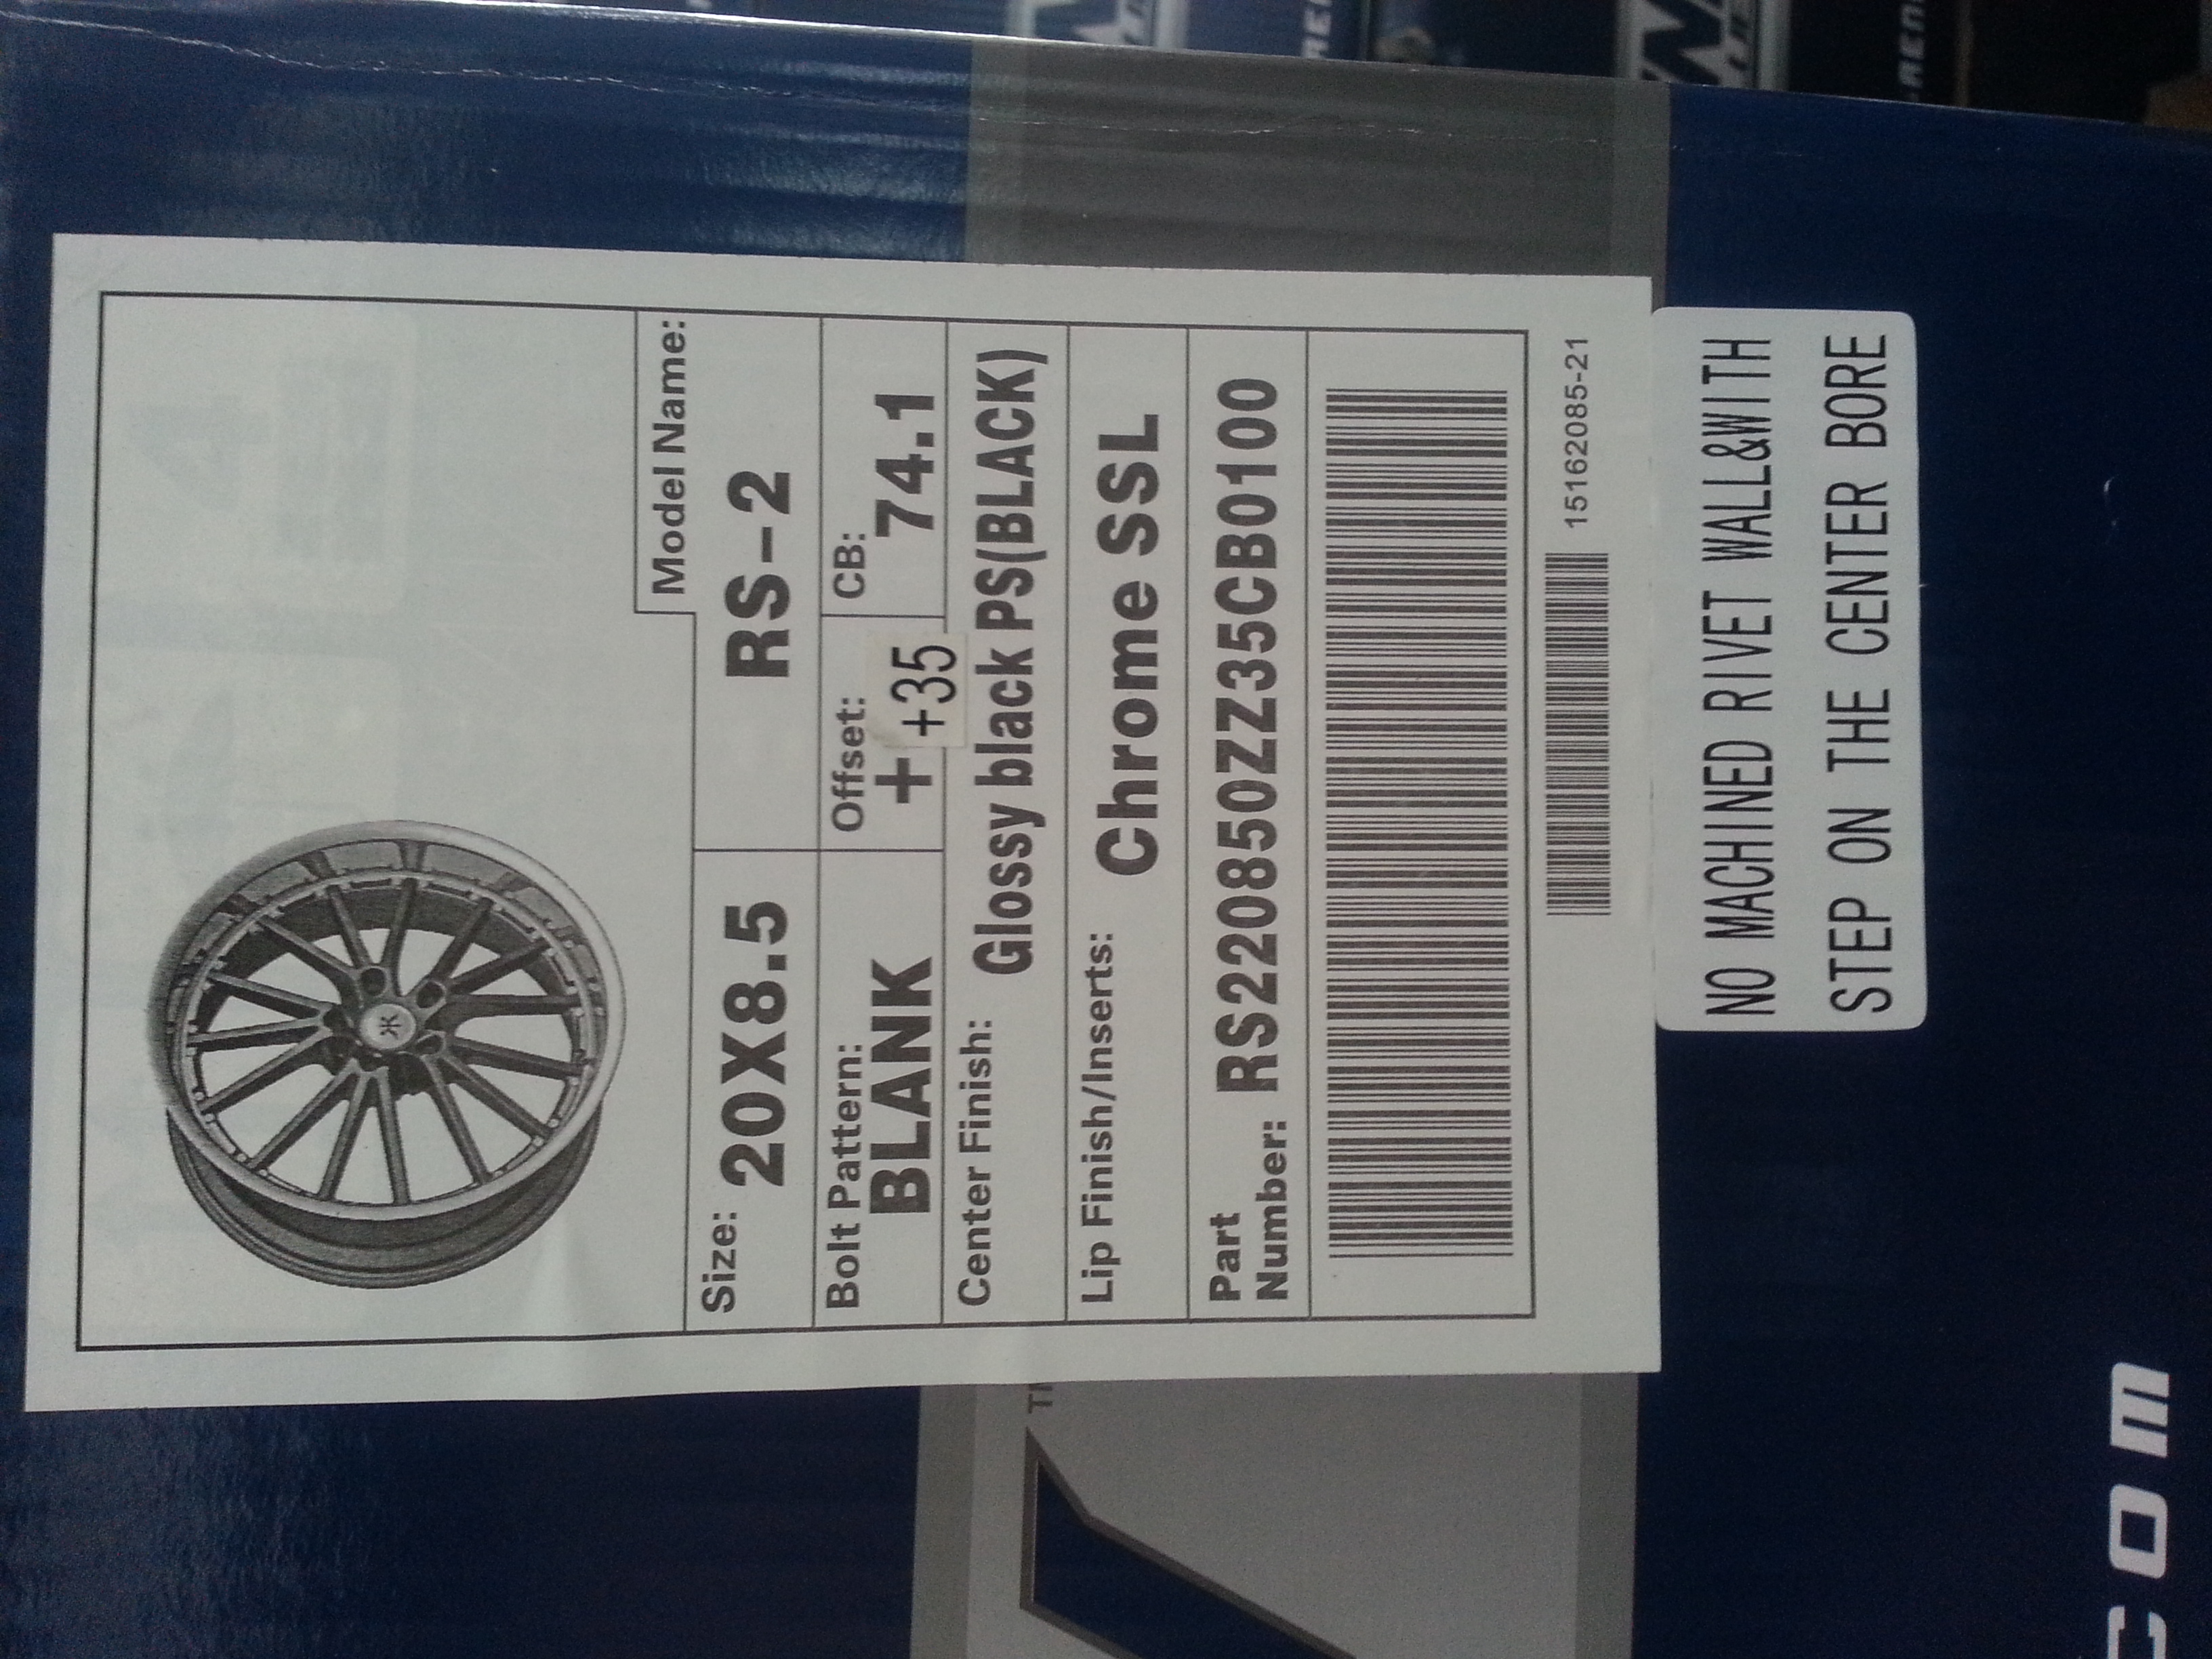 Model Name:
Size: 20X8.5
RS-2
Bolt Pattern:
BLANK
Offset:
+ +35
CB:
74.1
Center Finish: Glossy black PS(BLACK)
Lip Finish/Inserts: Chrome SSL
Part
Number: RS220850ZZ35CB0100
15162085-21
NO MACHINED RIVET WALL&WITH
STEP ON THE CENTER BORE
com